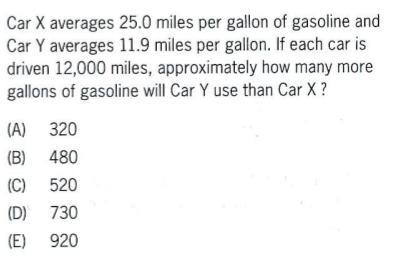 Car X averages 25.0 miles per gallon of gasoline and
Car Y averages 11.9 miles per gallon. If each car is
driven 12,000 miles, approximately how many more
gallons of gasoline will Car Y use than Car X ?
(A) 320
(B) 480
(C) 520
(D) 730
(E) 920